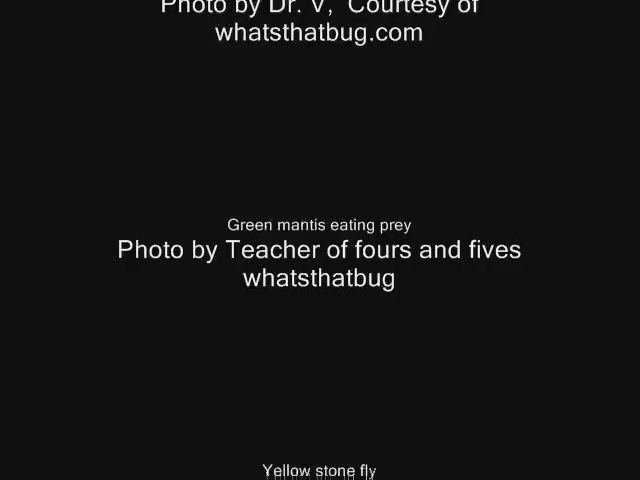 Photo by Dr. V, Courtesy of
whatsthatbug.com
Green mantis eating prey
Photo by Teacher of fours and fives
whatsthatbug
Yellow stone fly